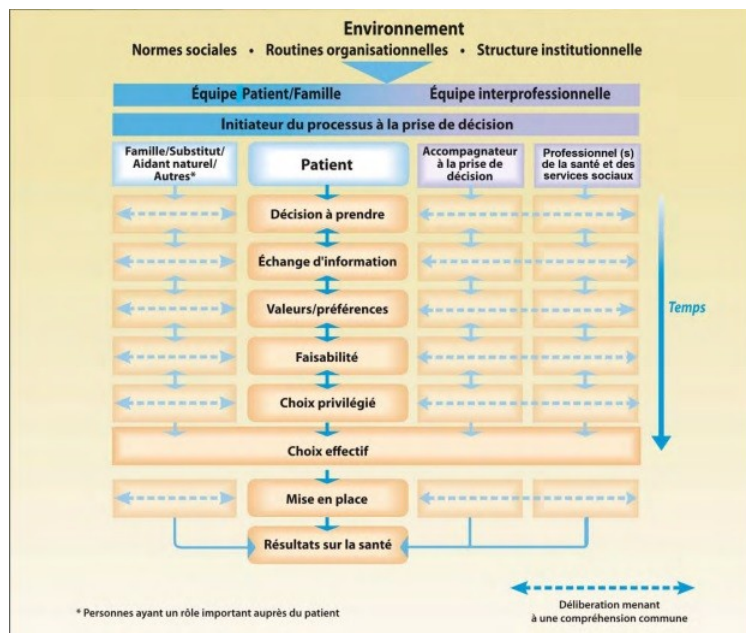 Environnement
Normes sociales • Routines organisationnelles • Structure institutionnelle
Équipe Patient/Famille
Équipe interprofessionnelle
Initiateur du processus à la prise de décision
Famille/Substitut/
Aidant naturel/
Autres*
Patient
Accompagnateur
à la prise de
décision
Professionnel (s)
de la santé et des
services sociaux
Décision à prendre
Échange d'information
Valeurs/préférences
Faisabilité
Choix privilégié
Temps
Choix effectif
Mise en place
Résultats sur la santé
* Personnes ayant un rôle important auprès du patient
Déliberation menant
à une compréhension commune